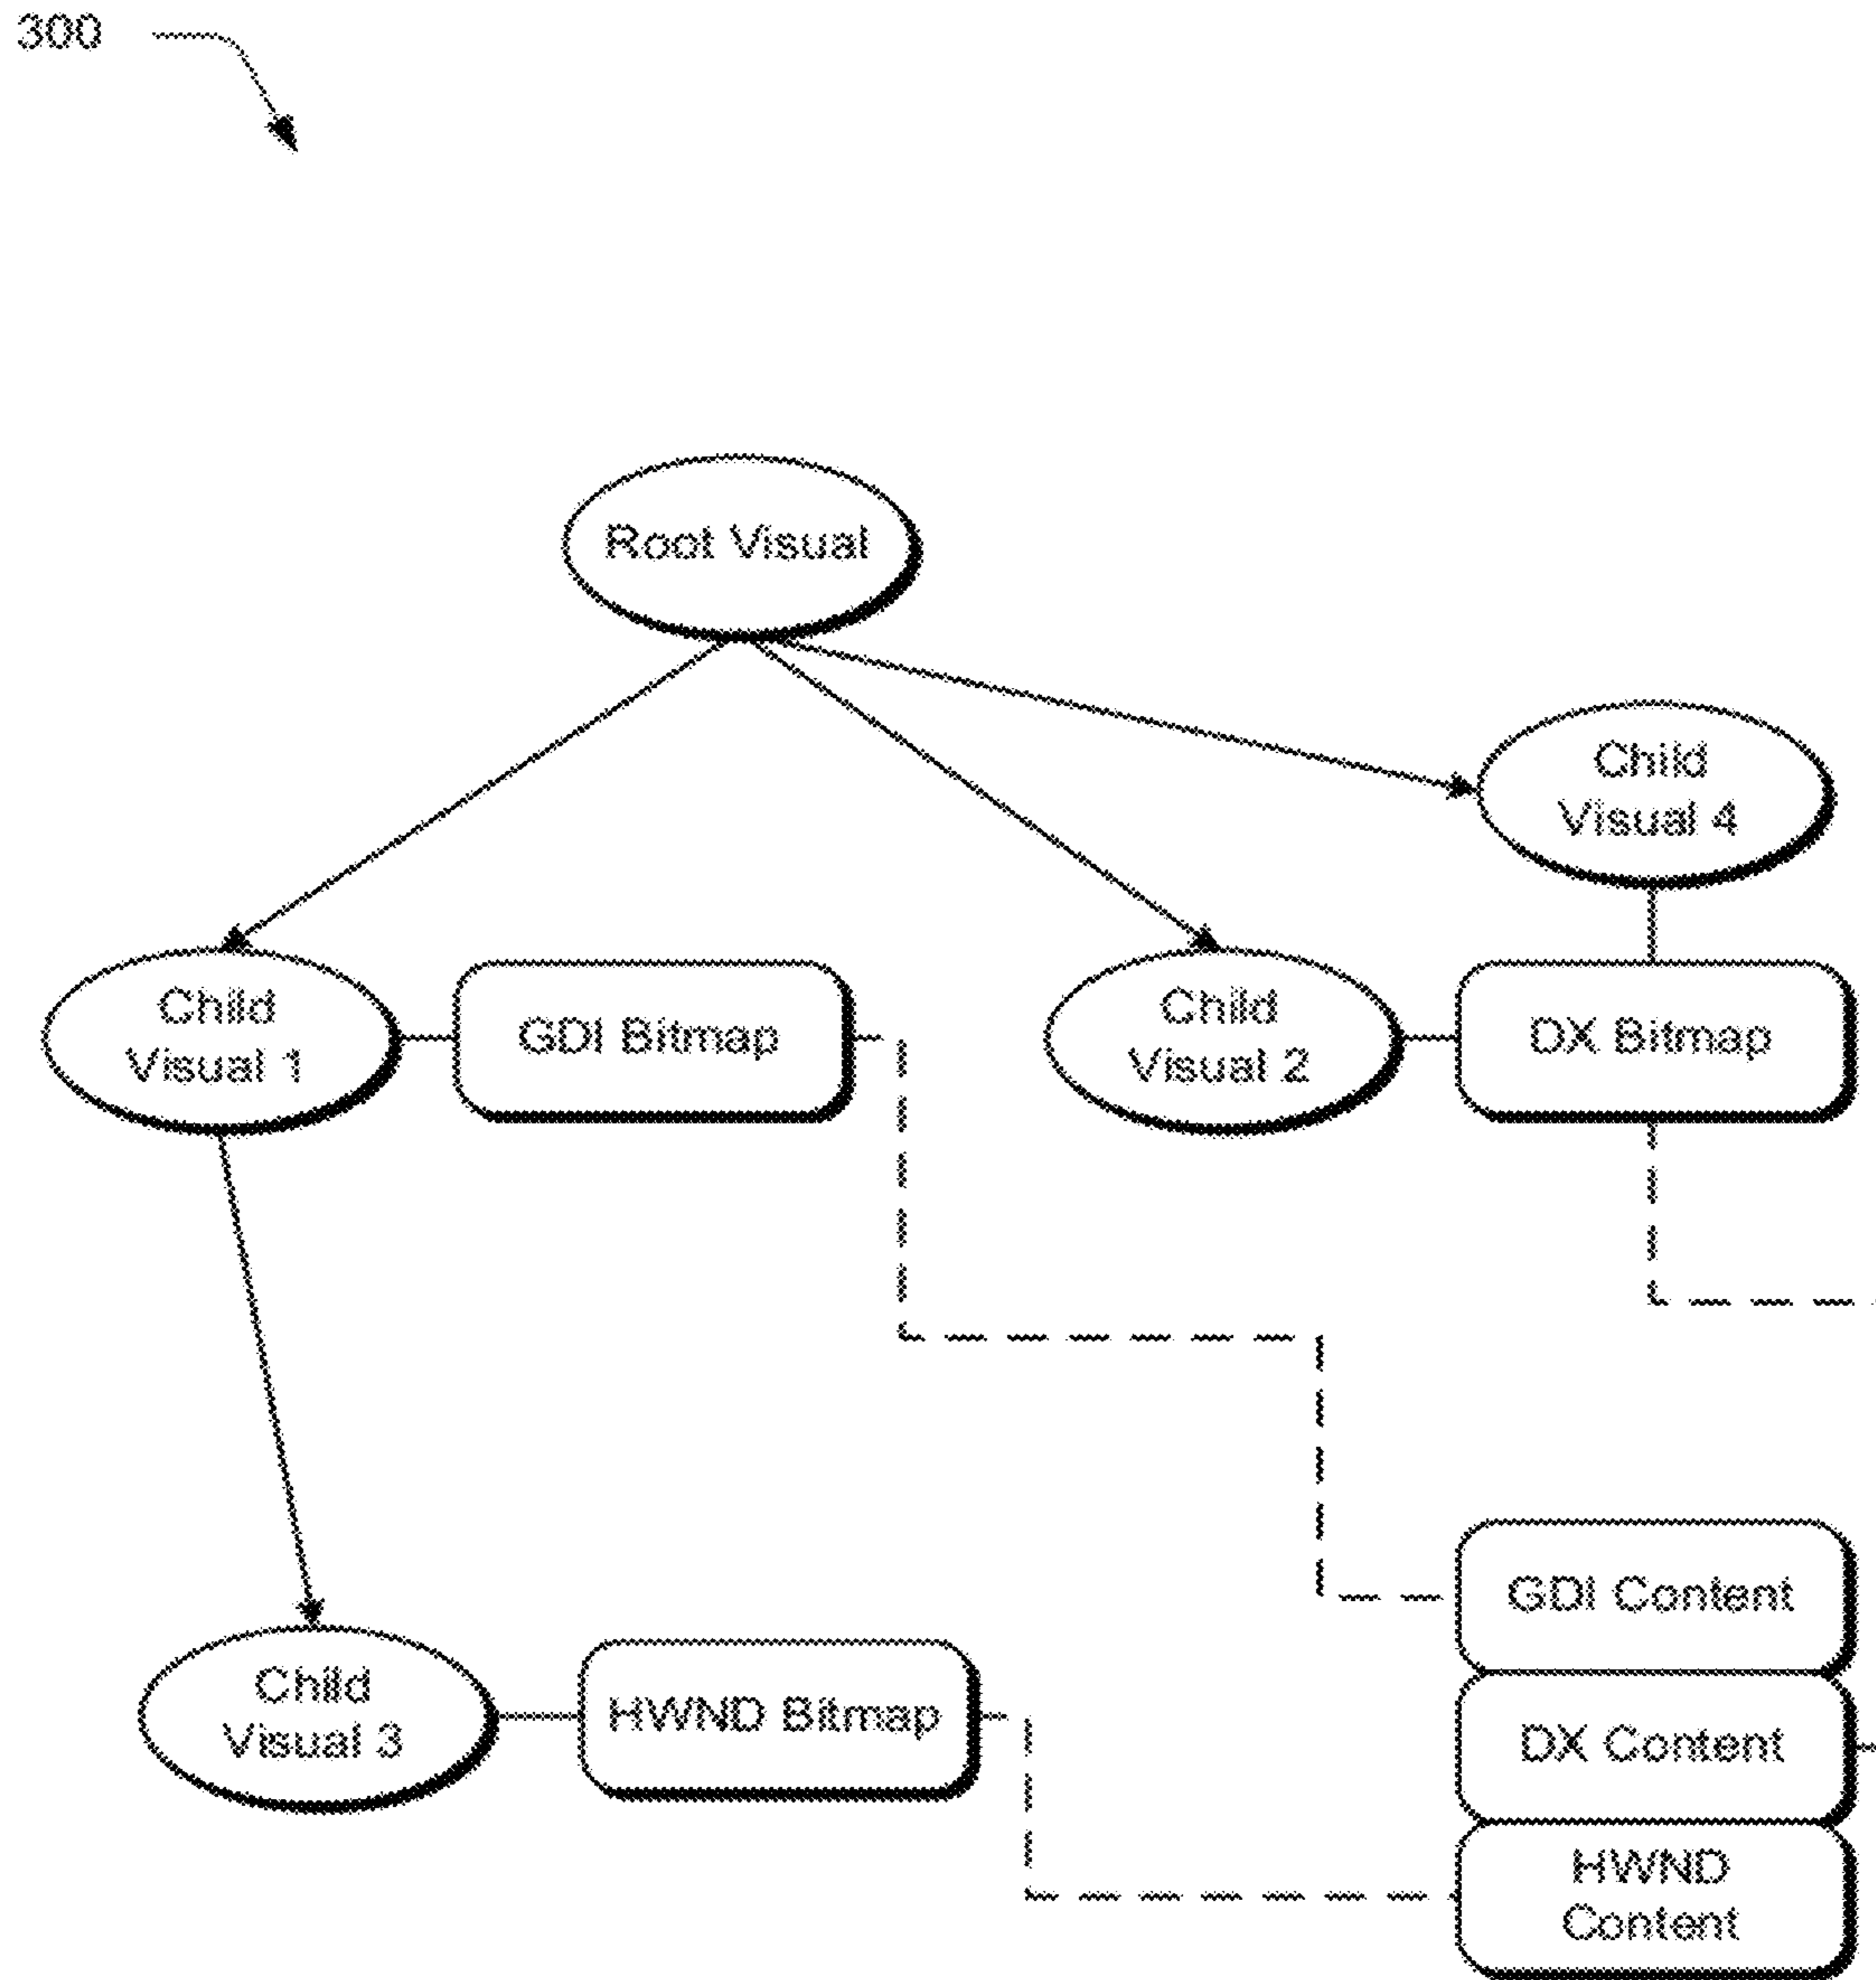 300
Root Visual
Child
Visual 4
Child
Visual 1
GDI Bitmap
Child
Visual 2
DX Bitmap
GDI Content
Child
Visual 3
HWND Bitmap
DX Content
HWND
Content